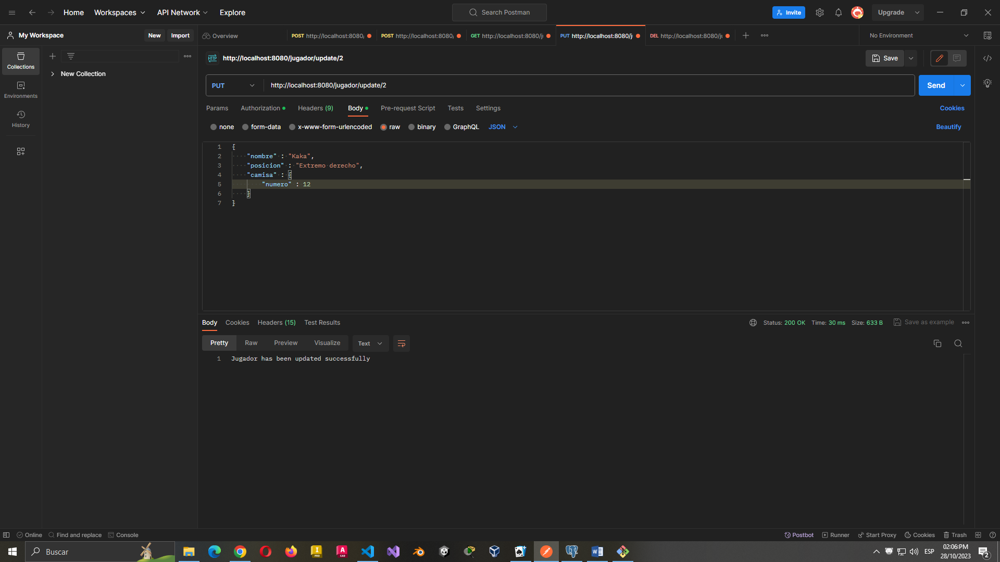 Home Workspaces API Network Explore Search Postman Invite Upgrade
My Workspace New Import Overview POST http://localhost:8080/ POST http://localhost:8080/ GET http://localhost:8080/j PUT http://localhost:8080/j DEL http://localhost:8080/j No Environment
Collections
Environments
History
New Collection
HTTP http://localhost:8080/jugador/update/2 Save
PUT http://localhost:8080/jugador/update/2 Send
Params Authorization Headers (9) Body Pre-request Script Tests Settings Cookies
none form-data x-www-form-urlencoded raw binary GraphQL JSON Beautify
1 {
2 "nombre" : "Kaka",
3 "posicion" : "Extremo derecho",
4 "camisa" : {
5 "numero" : 12
6 }
7 }
Body Cookies Headers (15) Test Results Status: 200 OK Time: 30 ms Size: 633 B Save as example
Pretty Raw Preview Visualize Text
1 Jugador has been updated successfully
Online Find and replace Console Postbot Runner Start Proxy Cookies Trash
Buscar ESP 02:06:PM
28/10/2023 2